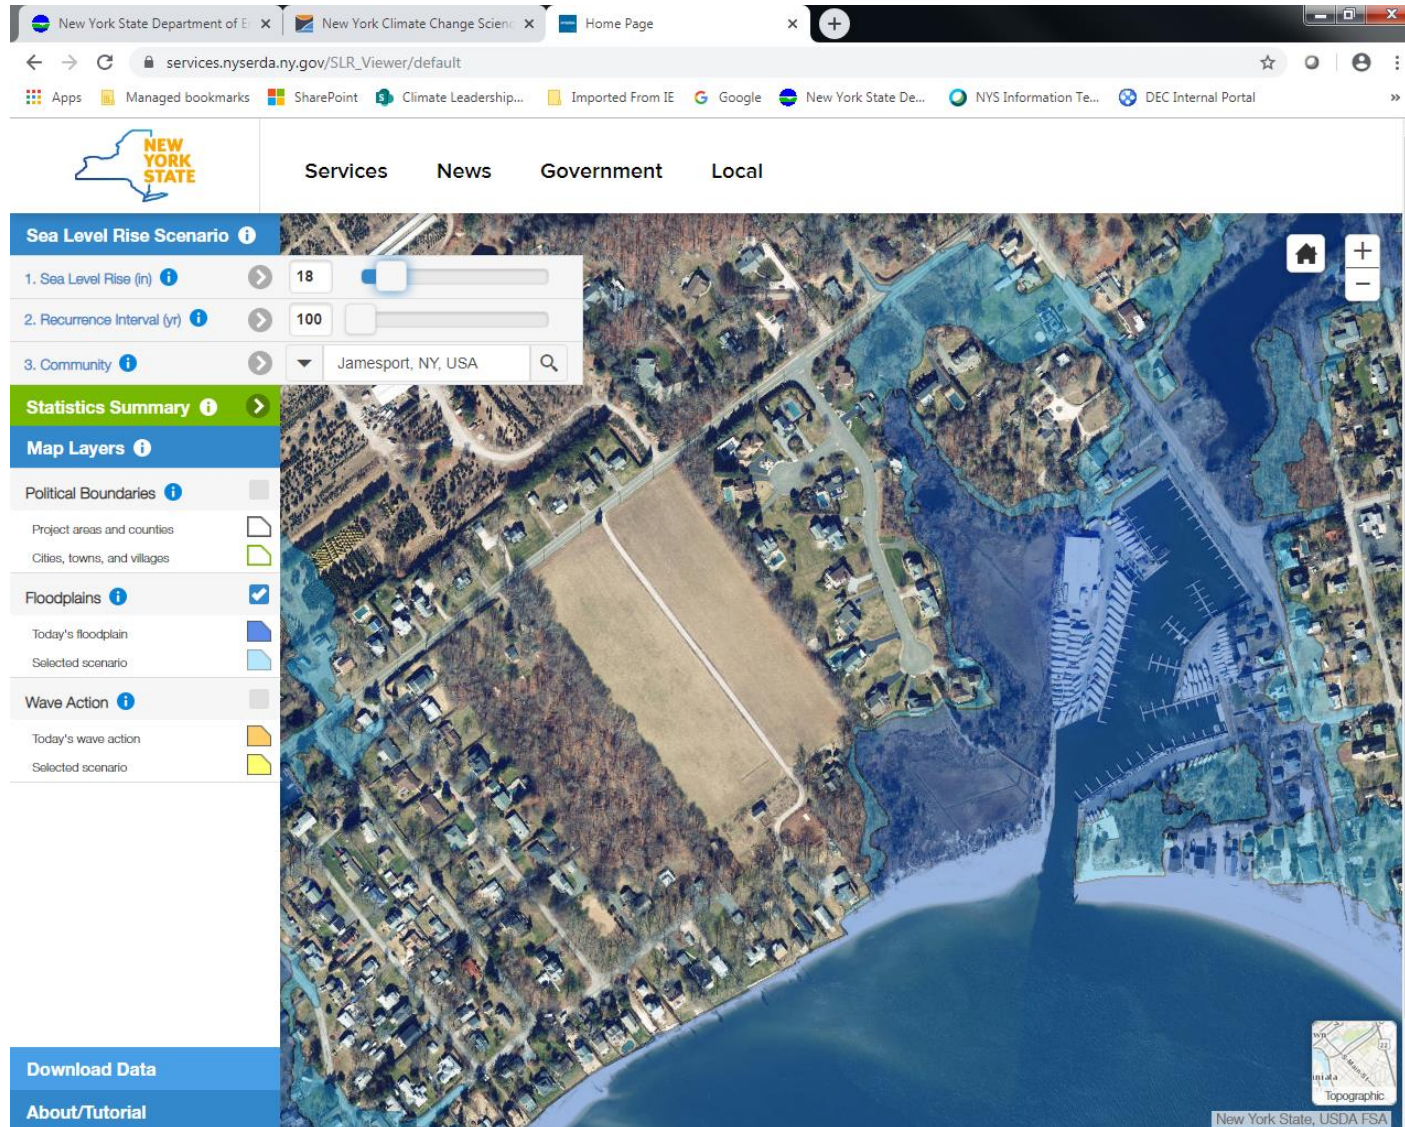 New York State Department of E
New York Climate Change Scienc
Home Page
services.nyserda.ny.gov/SLR_Viewer/default
Apps Managed bookmarks SharePoint Climate Leadership... Imported From IE Google New York State De... NYS Information Te... DEC Internal Portal »
NEW
YORK
STATE
Services News Government Local
Sea Level Rise Scenario
1. Sea Level Rise (in) 18
2. Recurrence Interval (yr) 100
3. Community Jamesport, NY, USA
Statistics Summary
Map Layers
Political Boundaries
Project areas and counties
Cities, towns, and villages
Floodplains
Today's floodplain
Selected scenario
Wave Action
Today's wave action
Selected scenario
Download Data
About/Tutorial
+
−
wn
22
S-Main-St
uniata
Topographic
New York State, USDA FSA